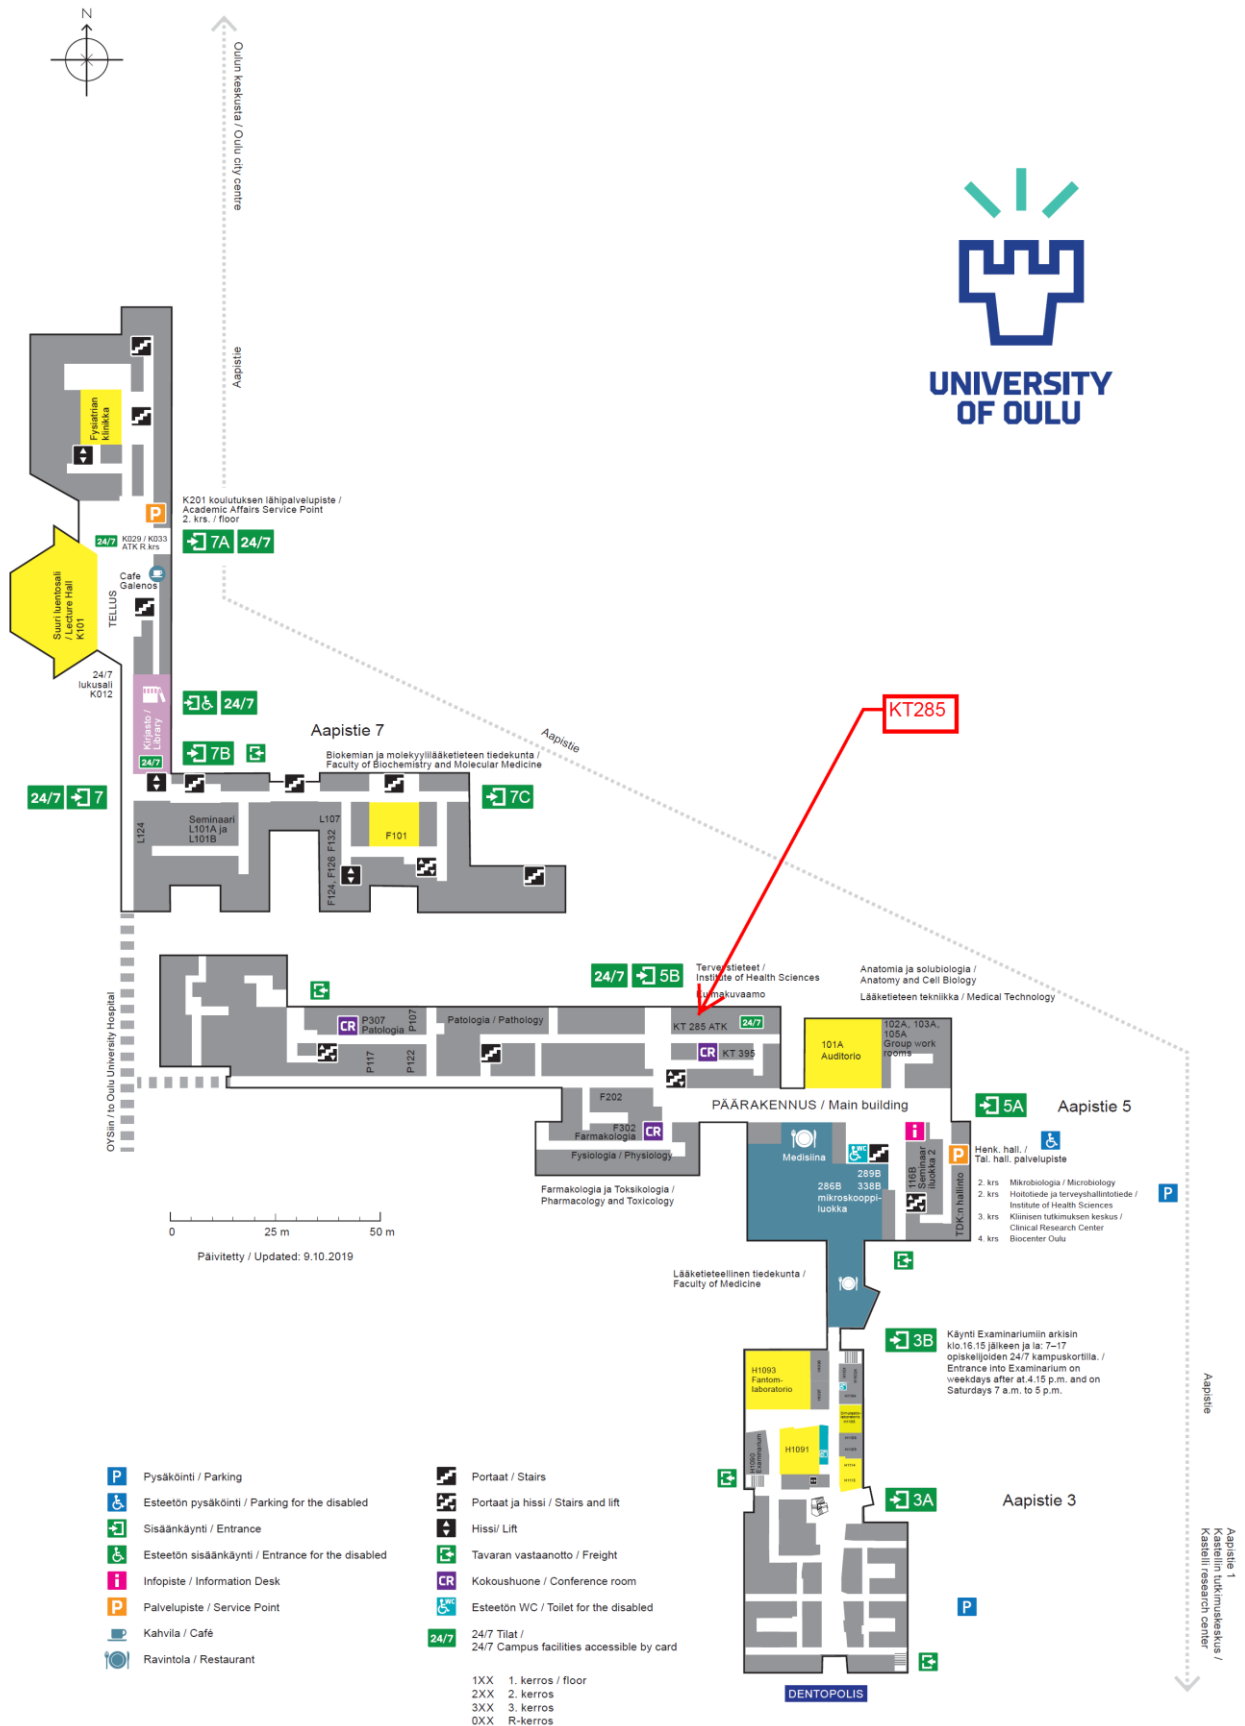 N
Oulun keskusta / Oulu city centre
Aapistie
UNIVERSITY
OF OULU
Fysiatrian
klinikka
K201 koulutuksen lähipalvelupiste /
Academic Affairs Service Point
2. krs. / floor
P
24/7
K029 / K033
ATK R.krs
7A
24/7
Cafe
Galenos
TELLUS
Suuri luentosali
/ Lecture Hall
K101
24/7
lukusali
K012
Kirjasto /
Library
24/7
24/7
7B
KT285
Aapistie 7
Aapistie
Biokemian ja molekyylilääketieteen tiedekunta /
Faculty of Biochemistry and Molecular Medicine
24/7
7
7C
L124
Seminaari
L101A ja
L101B
L107
F124, F126 F132
F101
OYSiin / to Oulu University Hospital
24/7
5B
Terveystieteet /
Institute of Health Sciences
Anatomia ja solubiologia /
Anatomy and Cell Biology
Lääketieteen tekniikka / Medical Technology
CR
P307
Patologia
P107
Patologia / Pathology
KT 285 ATK
24/7
CR
KT 395
P117
P122
101A
Auditorio
102A, 103A,
105A
Group work
rooms
F202
PÄÄRAKENNUS / Main building
5A
Aapistie 5
F302
Farmakologia
CR
Fysiologia / Physiology
Medisiina
WC
i
P
Henk. hall. /
Tal. hall. palvelupiste
289B
286B 338B
mikroskooppi-
luokka
116B
Seminaar
iluokka 2
TDK:n hallinto
2. krs Mikrobiologia / Microbiology
2. krs Hoitotiede ja terveyshallintotiede /
Institute of Health Sciences
3. krs Kliinisen tutkimuksen keskus /
Clinical Research Center
4. krs Biocenter Oulu
P
Farmakologia ja Toksikologia /
Pharmacology and Toxicology
0 25 m 50 m
Päivitetty / Updated: 9.10.2019
Lääketieteellinen tiedekunta /
Faculty of Medicine
3B
Käynti Examinariumiin arkisin
klo.16.15 jälkeen ja la: 7–17
opiskelijoiden 24/7 kampuskortilla. /
Entrance into Examinarium on
weekdays after at.4.15 p.m. and on
Saturdays 7 a.m. to 5 p.m.
H1093
Fantom-
laboratorio
H1090
Examinarium
H1091
3A
Aapistie 3
Aapistie
Aapistie 1
Kastellin tutkimuskeskus /
Kastelli research center
P
DENTOPOLIS
P Pysäköinti / Parking
Esteetön pysäköinti / Parking for the disabled
Sisäänkäynti / Entrance
Esteetön sisäänkäynti / Entrance for the disabled
i Infopiste / Information Desk
P Palvelupiste / Service Point
Kahvila / Café
Ravintola / Restaurant
Portaat / Stairs
Portaat ja hissi / Stairs and lift
Hissi/ Lift
Tavaran vastaanotto / Freight
CR Kokoushuone / Conference room
WC Esteetön WC / Toilet for the disabled
24/7 24/7 Tilat /
24/7 Campus facilities accessible by card
1XX 1. kerros / floor
2XX 2. kerros
3XX 3. kerros
0XX R-kerros